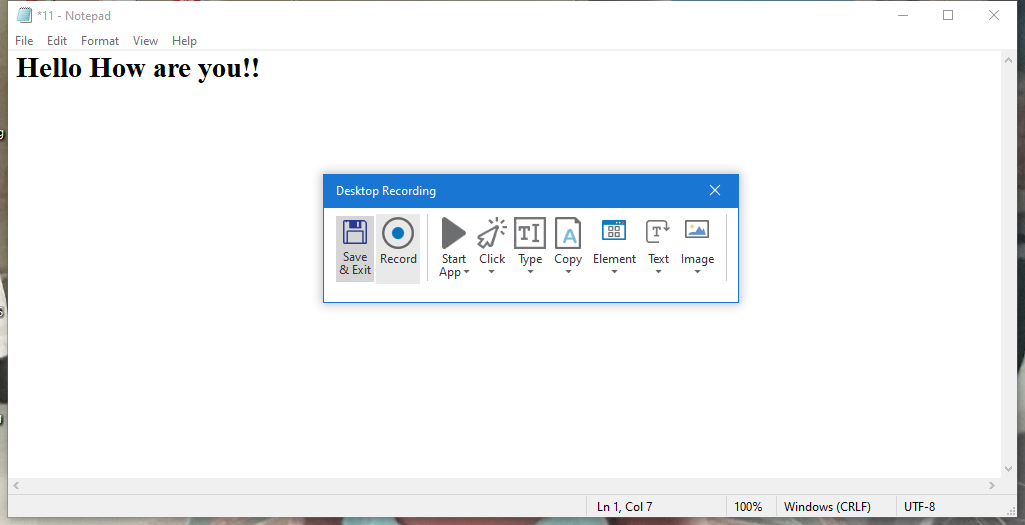 *11 - Notepad
File Edit Format View Help
Hello How are you!!
Desktop Recording
Save & Exit
Record
Start App
Click
Type
Copy
Element
Text
Image
Ln 1, Col 7 100% Windows (CRLF) UTF-8